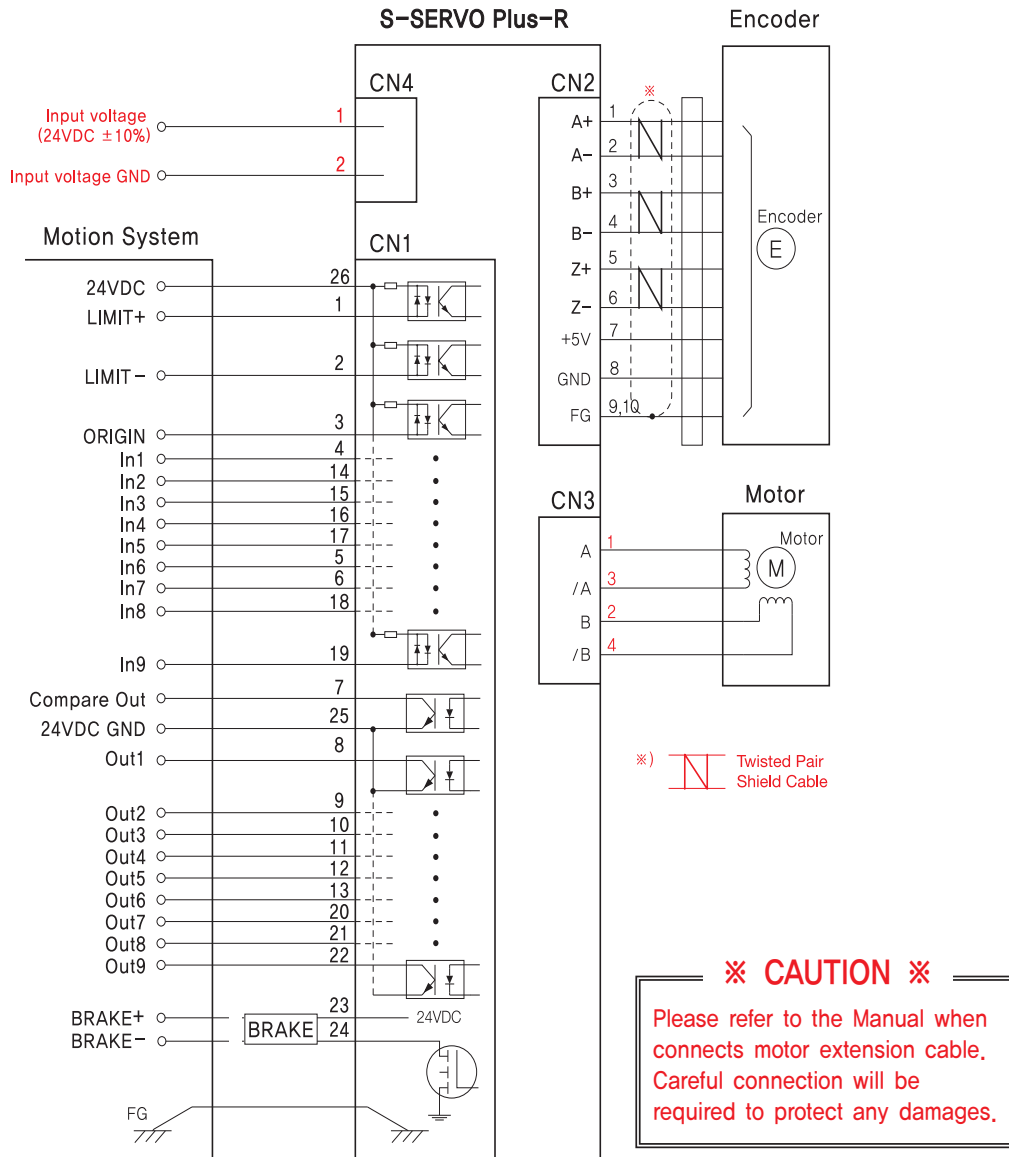 S-SERVO Plus-R
Encoder
CN4
CN2
Input voltage
(24VDC ±10%)
1
Input voltage GND
2
※
A+ 1
A- 2
B+ 3
B- 4
Z+ 5
Z- 6
+5V 7
GND 8
FG 9,10
Encoder
E
Motion System
CN1
24VDC 26
LIMIT+ 1
LIMIT- 2
ORIGIN 3
In1 4
In2 14
In3 15
In4 16
In5 17
In6 5
In7 6
In8 18
In9 19
Compare Out 7
24VDC GND 25
Out1 8
Out2 9
Out3 10
Out4 11
Out5 12
Out6 13
Out7 20
Out8 21
Out9 22
BRAKE+ 23 24VDC
BRAKE- BRAKE 24
FG
CN3
Motor
A 1
/A 3
B 2
/B 4
Motor
M
※) Twisted Pair
Shield Cable
※ CAUTION ※
Please refer to the Manual when
connects motor extension cable.
Careful connection will be
required to protect any damages.